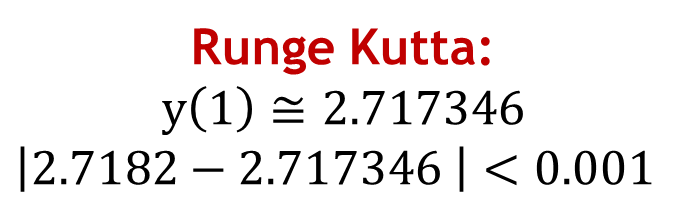 Runge Kutta:
y(1) ≅ 2.717346
|2.7182 − 2.717346 | < 0.001